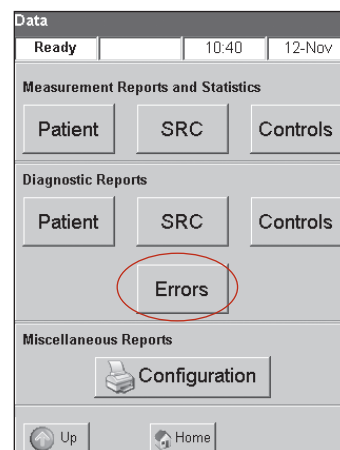 Data
Ready 10:40 12-Nov
Measurement Reports and Statistics
Patient SRC Controls
Diagnostic Reports
Patient SRC Controls
Errors
Miscellaneous Reports
Configuration
Up Home